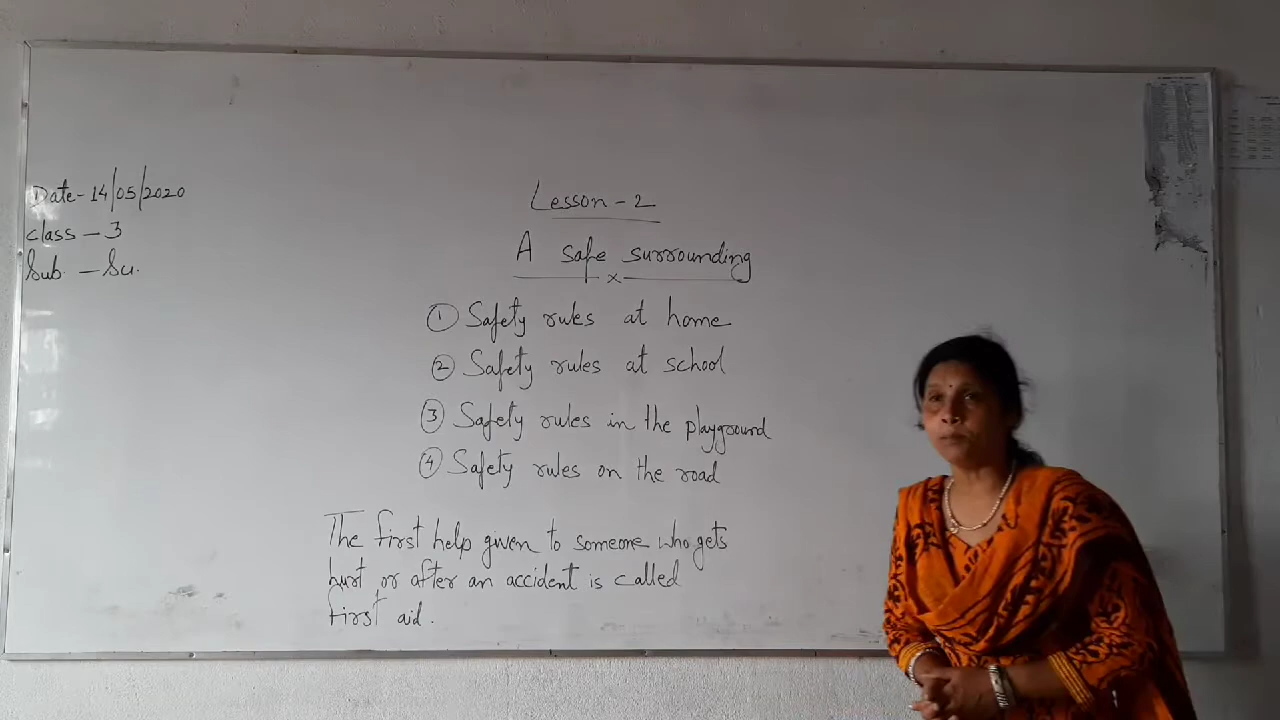 Date - 14/05/2020
Class - 3
Sub. - Sci.
Lesson - 2
A safe surrounding
① Safety rules at home
② Safety rules at school
③ Safety rules in the playground
④ Safety rules on the road
The first help given to someone who gets
hurt or after an accident is called
first aid.